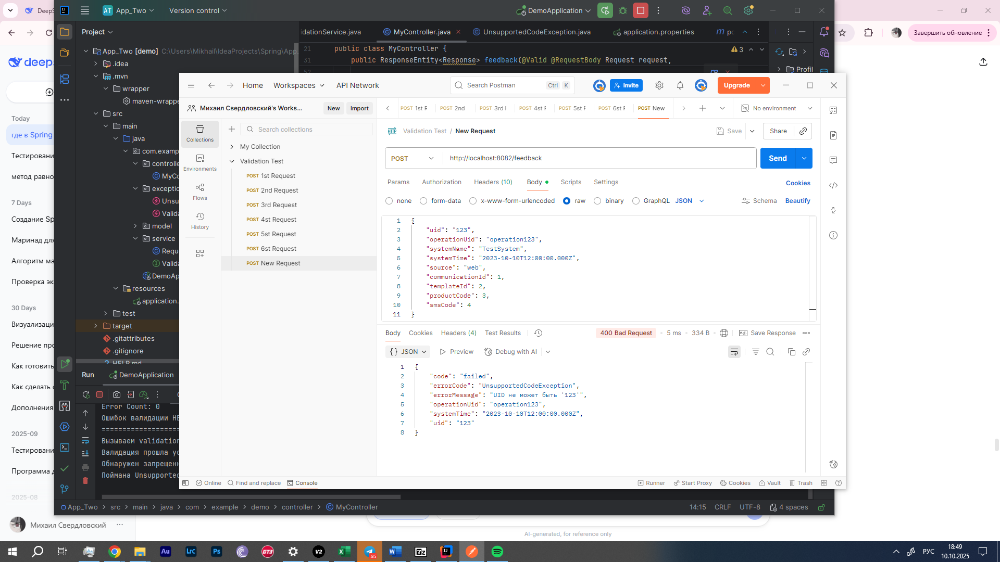 DeepS
App_Two
Version control
DemoApplication
Завершить обновление
Project
idationService.java
MyController.java
UnsupportedCodeException.java
application.properties
App_Two [demo] C:\Users\Mikhail\IdeaProjects\Spring\App_
21 public class MyController {
3
31 public ResponseEntity<Response> feedback(@Valid @RequestBody Request request,
52
.idea
.mvn
wrapper
maven-wrappe
src
main
java
com.examp
controlle
MyCo
exceptio
Unsu
Valida
model
service
Requ
Valida
DemoAp
resources
application.
test
target
.gitattributes
.gitignore
HELP.md
Profil
deeps
Today
где в Spring
Тестировани
метод равно
7 Days
Создание Sp
Маринад для
Алгоритм ма
Проверка эк
30 Days
Визуализаци
Решение про
Как готовить
Как сделать с
Дополнения
2025-09
Тестировани
Программа д
2025-08
Михаил Свердловский
Home
Workspaces
API Network
Search Postman
Ctrl K
Invite
Upgrade
Михаил Свердловский's Works...
New
Import
POST 1st R
POST 2nd
POST 3rd F
POST 4st F
POST 5st F
POST 6st F
POST New
No environment
Collections
Environments
Flows
History
Search collections
My Collection
Validation Test
POST 1st Request
POST 2nd Request
POST 3rd Request
POST 4st Request
POST 5st Request
POST 6st Request
POST New Request
HTTP Validation Test / New Request
Save
Share
POST
http://localhost:8082/feedback
Send
Params
Authorization
Headers (10)
Body
Scripts
Settings
Cookies
none
form-data
x-www-form-urlencoded
raw
binary
GraphQL
JSON
Schema
Beautify
1 {
2 "uid": "123",
3 "operationUid": "operation123",
4 "systemName": "TestSystem",
5 "systemTime": "2023-10-10T12:00:00.000Z",
6 "source": "web",
7 "communicationId": 1,
8 "templateId": 2,
9 "productCode": 3,
10 "smsCode": 4
11 }
Body
Cookies
Headers (4)
Test Results
400 Bad Request
5 ms
334 B
Save Response
{} JSON
Preview
Debug with AI
1 {
2 "code": "failed",
3 "errorCode": "UnsupportedCodeException",
4 "errorMessage": "UID не может быть '123'",
5 "operationUid": "operation123",
6 "systemTime": "2023-10-10T12:00:00.000Z",
7 "uid": "123"
8 }
Online
Find and replace
Console
Runner
Start Proxy
Cookies
Vault
Trash
Run
DemoApplication
Error Count: 0
Ошибок валидации НЕ
====================
Вызываем validation
Валидация прошла ус
Обнаружен запрещенн
Поймана Unsupported
App_Two > src > main > java > com > example > demo > controller > MyController
14:15
CRLF
UTF-8
4 spaces
AI-generated, for reference only
РУС
18:49
10.10.2025